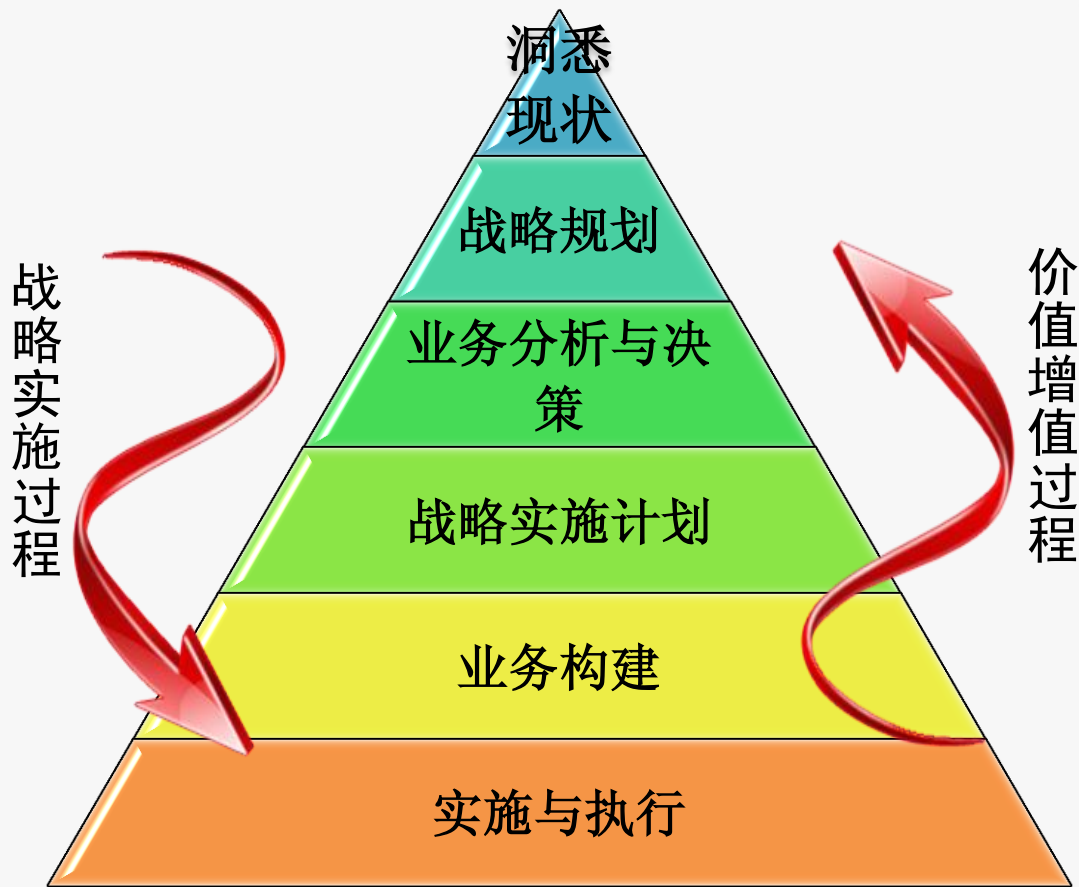 洞悉
现状
战略规划
业务分析与决
策
战略实施计划
业务构建
实施与执行
战略实施过程
价值增值过程